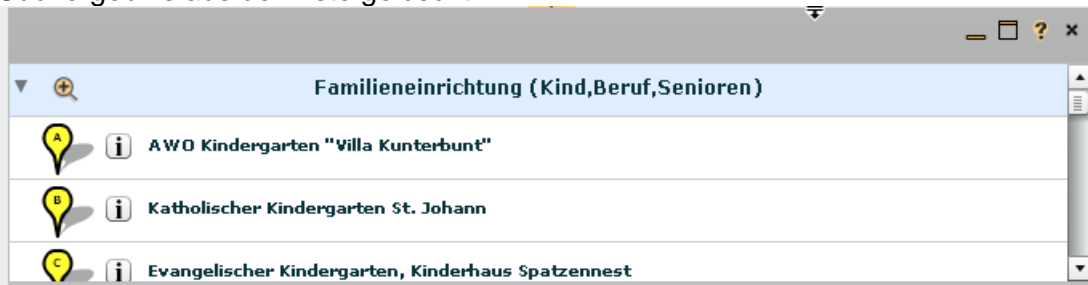 ? ×
Familieneinrichtung (Kind,Beruf,Senioren)
A
AWO Kindergarten "Villa Kunterbunt"
B
Katholischer Kindergarten St. Johann
C
Evangelischer Kindergarten, Kinderhaus Spatzennest